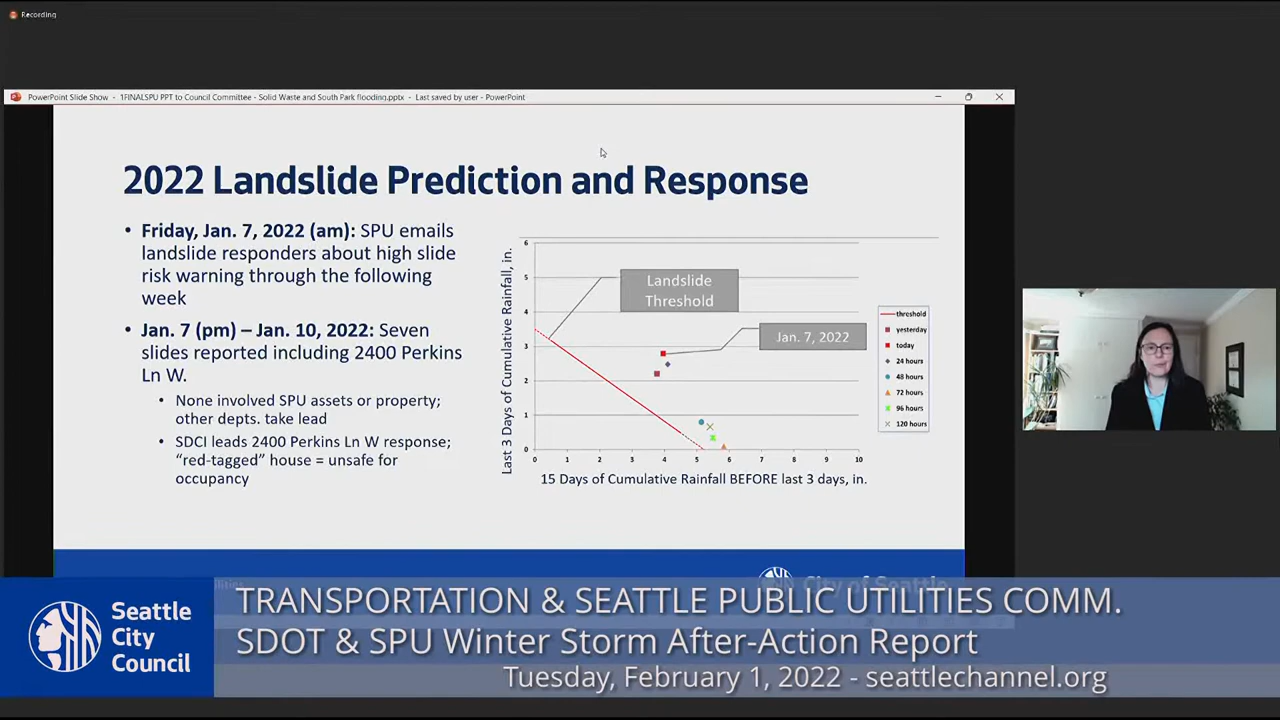 Recording
PowerPoint Slide Show - 1FINALSPU PPT to Council Committee - Solid Waste and South Park flooding.pptx - Last saved by user - PowerPoint
2022 Landslide Prediction and Response
• Friday, Jan. 7, 2022 (am): SPU emails
landslide responders about high slide
risk warning through the following
week
• Jan. 7 (pm) – Jan. 10, 2022: Seven
slides reported including 2400 Perkins
Ln W.
• None involved SPU assets or property;
other depts. take lead
• SDCI leads 2400 Perkins Ln W response;
“red-tagged” house = unsafe for
occupancy
Last 3 Days of Cumulative Rainfall, in.
6
5
4
3
2
1
0
Landslide
Threshold
Jan. 7, 2022
0 1 2 3 4 5 6 7 8 9 10
15 Days of Cumulative Rainfall BEFORE last 3 days, in.
threshold
yesterday
today
24 hours
48 hours
72 hours
96 hours
120 hours
City of Seattle
Seattle
City
Council
TRANSPORTATION & SEATTLE PUBLIC UTILITIES COMM.
SDOT & SPU Winter Storm After-Action Report
Tuesday, February 1, 2022 - seattlechannel.org